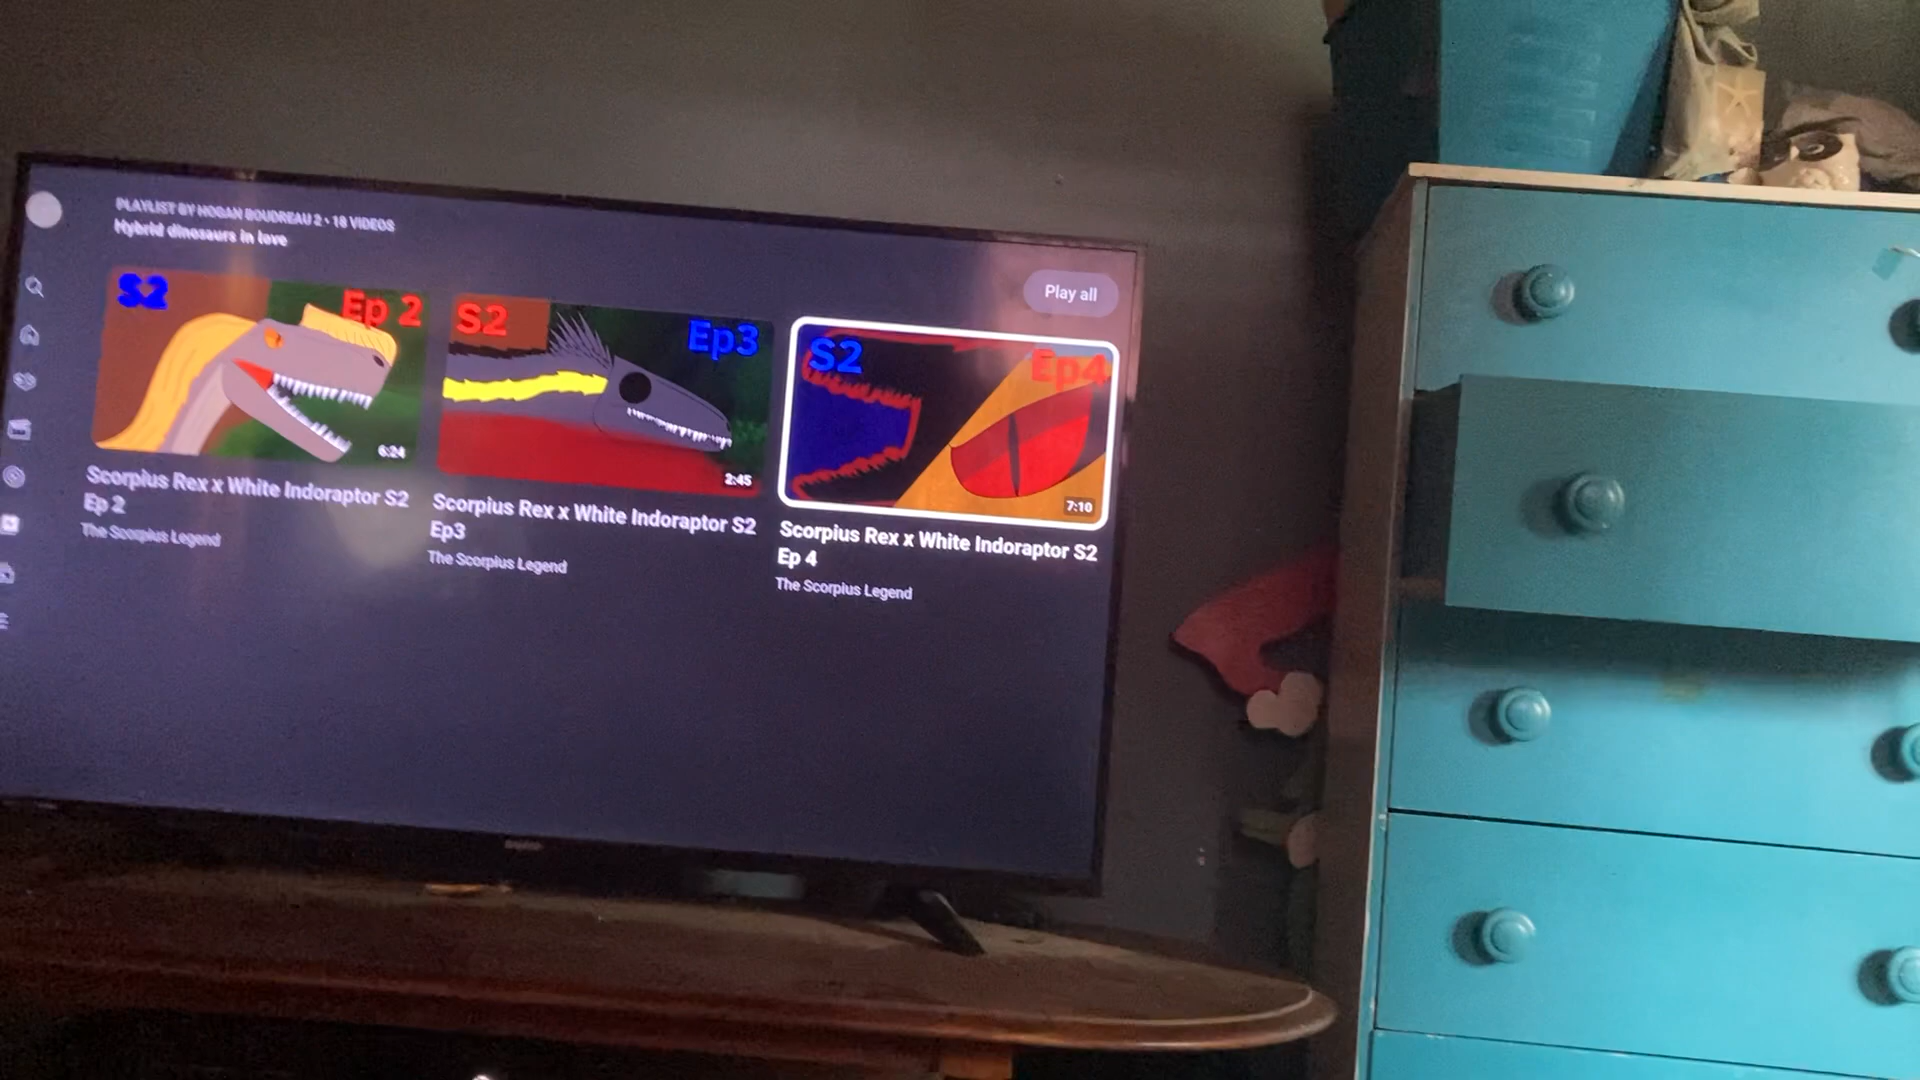 PLAYLIST BY HOGAN BOUDREAU 2 • 18 VIDEOS
Hybrid dinosaurs in love
Play all
S2
Ep 2
6:24
Scorpius Rex x White Indoraptor S2
Ep 2
The Scorpius Legend
S2
Ep3
2:45
Scorpius Rex x White Indoraptor S2
Ep3
The Scorpius Legend
S2
Ep4
7:10
Scorpius Rex x White Indoraptor S2
Ep 4
The Scorpius Legend